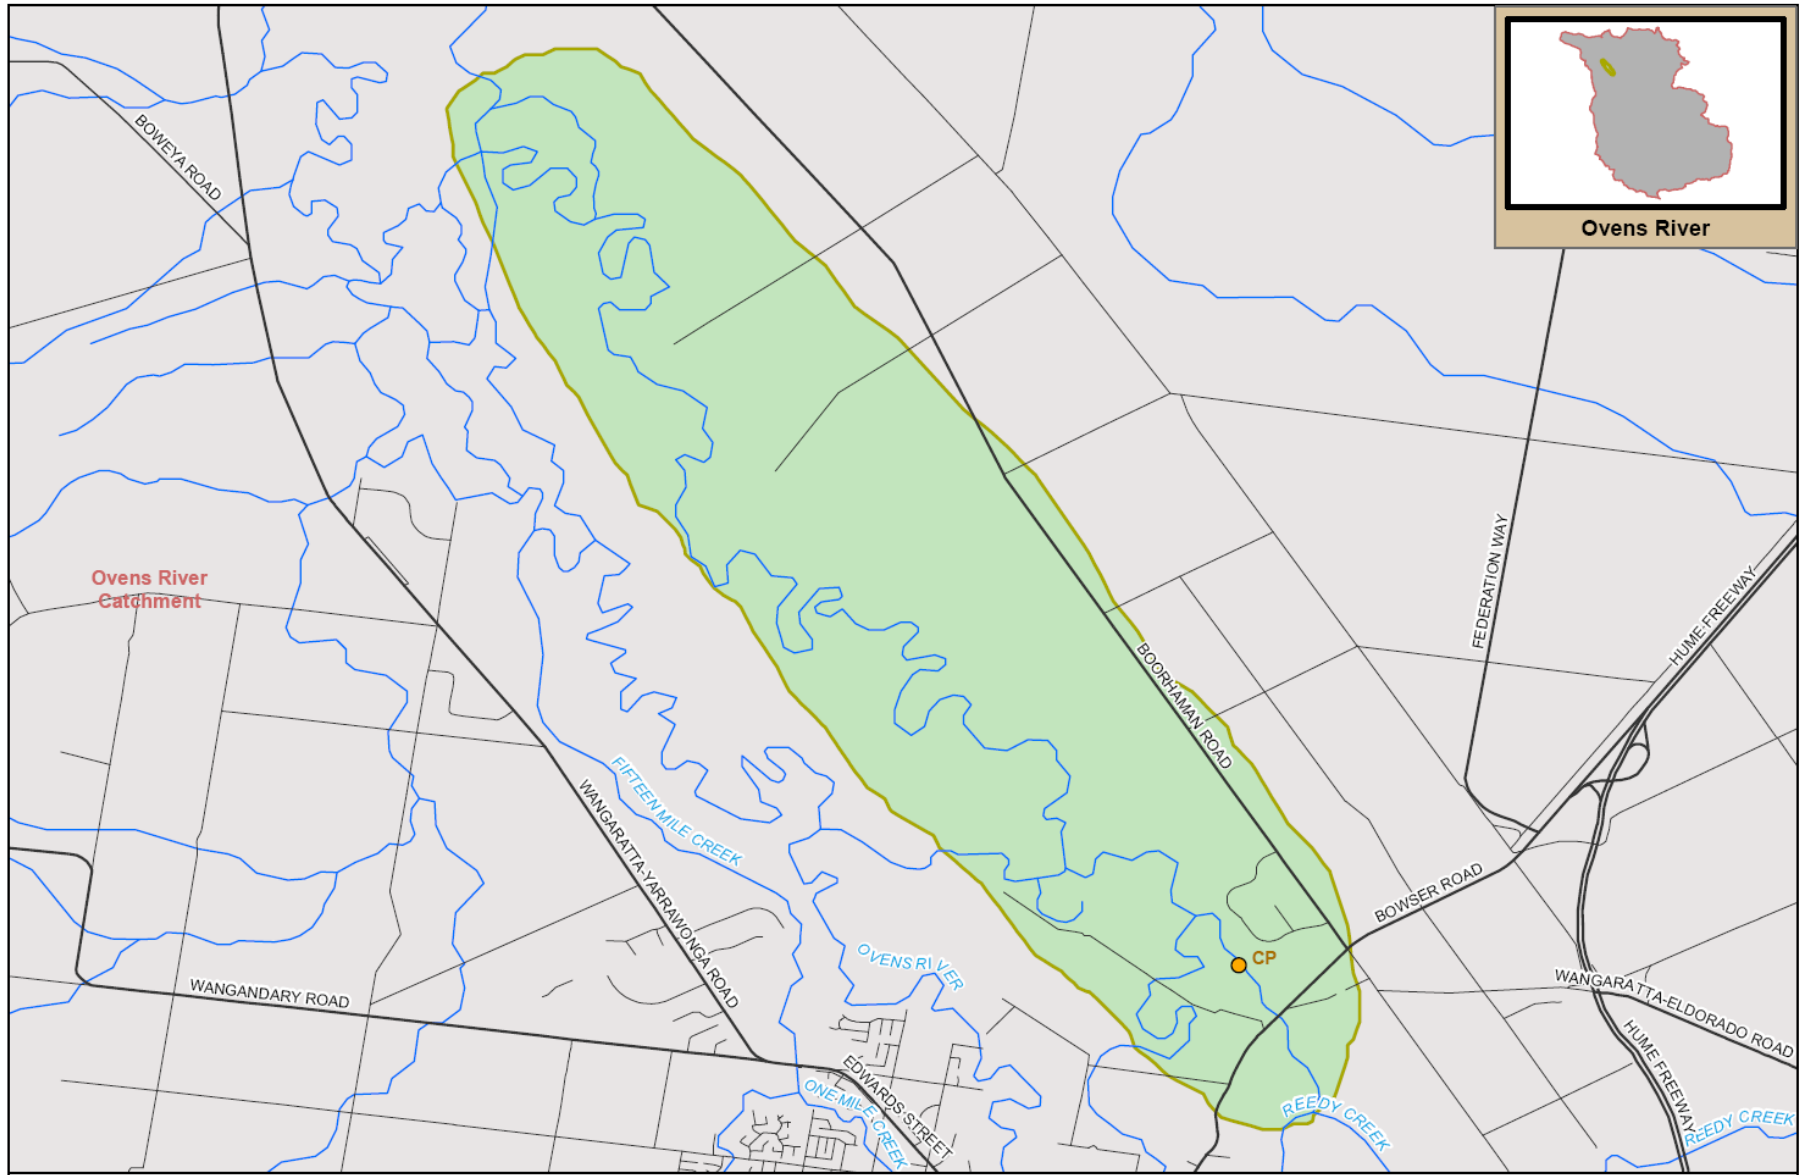 Ovens River
BOWEYA ROAD
FEDERATION WAY
HUME FREEWAY
Ovens River
Catchment
BOORHAMAN ROAD
FIFTEEN MILE CREEK
WANGARATTA-YARRAWONGA ROAD
BOWSER ROAD
OVENS RIVER
CP
WANGANDARY ROAD
WANGARATTA-ELDORADO ROAD
HUME FREEWAY
EDWARDS STREET
ONE MILE CREEK
REEDY CREEK
REEDY CREEK